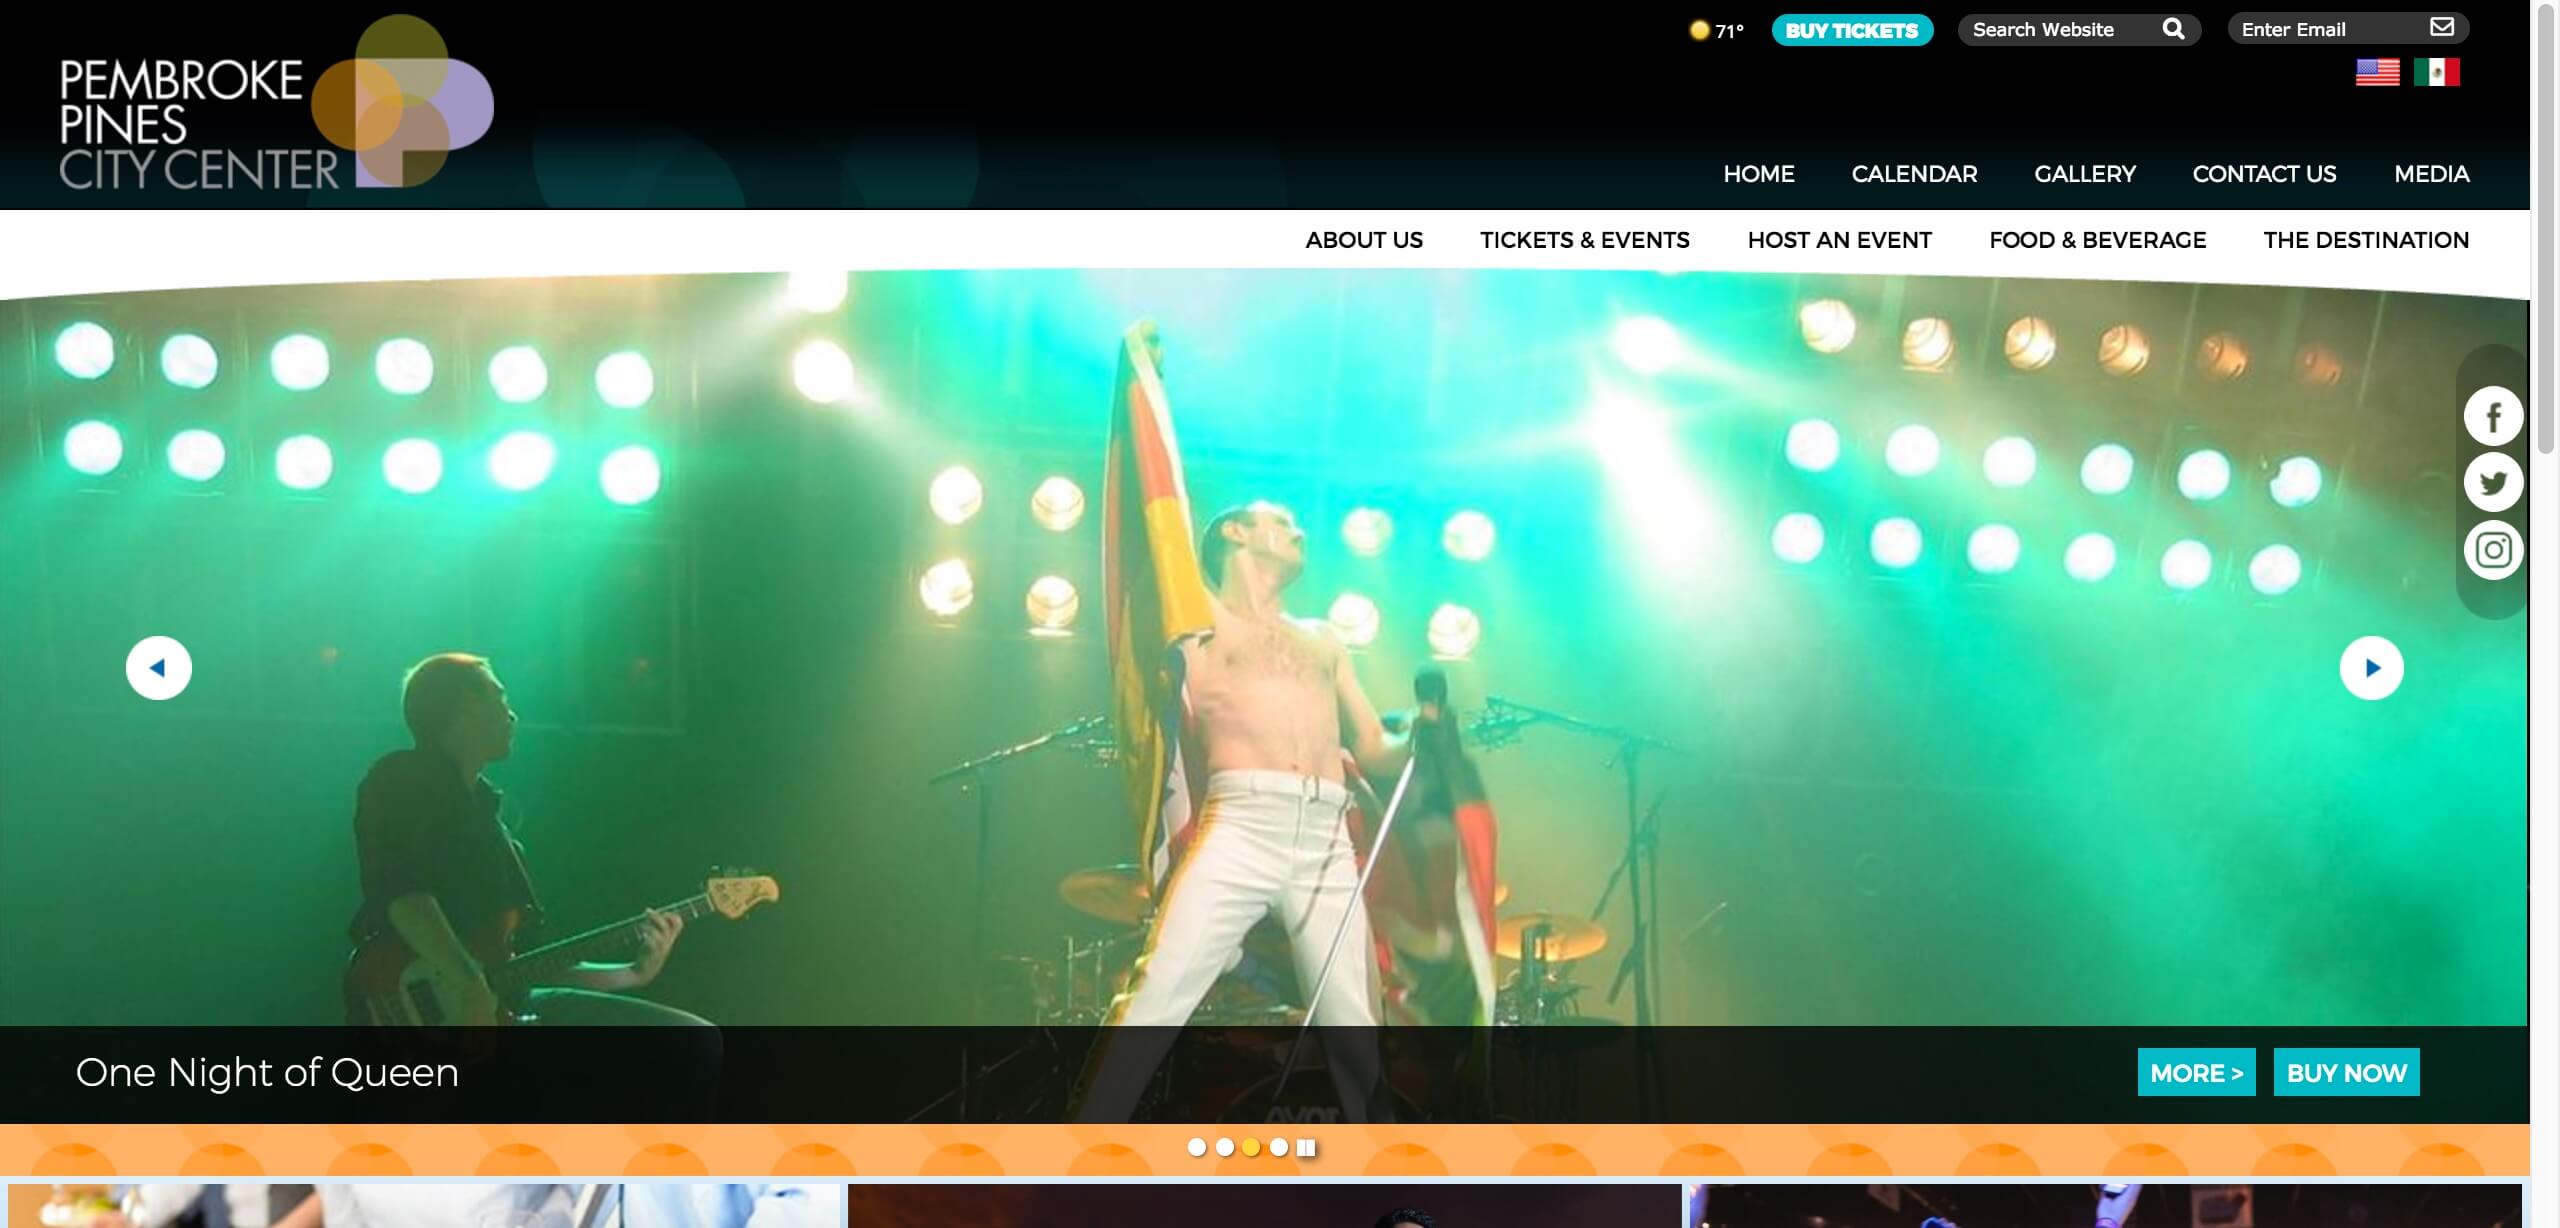 PEMBROKE
PINES
CITY CENTER
71°
BUY TICKETS
Search Website
Enter Email
HOME
CALENDAR
GALLERY
CONTACT US
MEDIA
ABOUT US
TICKETS & EVENTS
HOST AN EVENT
FOOD & BEVERAGE
THE DESTINATION
One Night of Queen
MORE >
BUY NOW